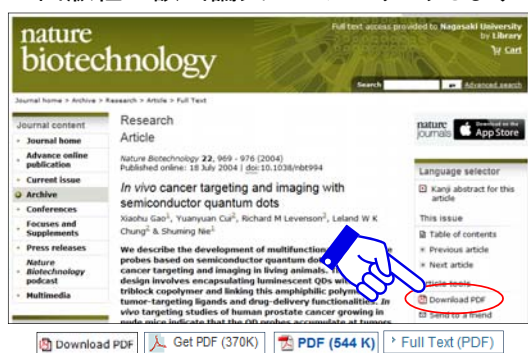 nature
biotechnology
Full text access provided to Nagasaki University
by Library
Cart
Search
Advanced search
Journal home > Archive > Research > Article > Full Text
Journal content
Journal home
Advance online
publication
Current issue
Archive
Conferences
Focuses and
Supplements
Press releases
Nature
Biotechnology
podcast
Multimedia
Research
Article
Nature Biotechnology 22, 969 - 976 (2004)
Published online: 18 July 2004 | doi:10.1038/nbt994
In vivo cancer targeting and imaging with
semiconductor quantum dots
Xiaohu Gao1, Yuanyuan Cui2, Richard M Levenson3, Leland W K
Chung2 & Shuming Nie1
We describe the development of multifunction
probes based on semiconductor quantum dot
cancer targeting and imaging in living animals.
design involves encapsulating luminescent QDs wi
triblock copolymer and linking this amphiphilic polym
tumor-targeting ligands and drug-delivery functionalities. In
vivo targeting studies of human prostate cancer growing in
nude mice indicate that the QD probes accumulate at tumors
nature
journals
Download on the
App Store
Language selector
Kanji abstract for this
article
This issue
Table of contents
Previous article
Next article
Article tools
Download PDF
Send to a friend
Download PDF
Get PDF (370K)
PDF (544 K)
Full Text (PDF)